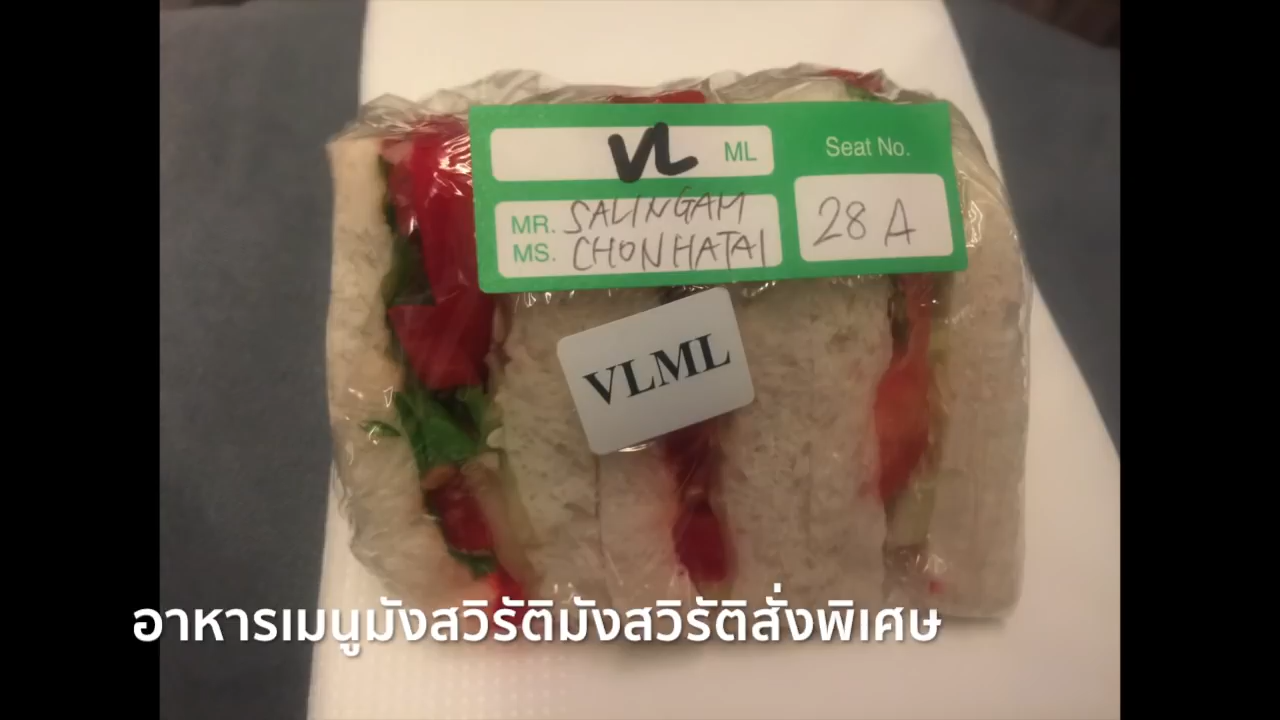 VL ML
Seat No.
MR. SALINGAM
MS. CHONHATAI
28 A
VLML
อาหารเมนูมังสวิรัติมังสวิรัติสั่งพิเศษ